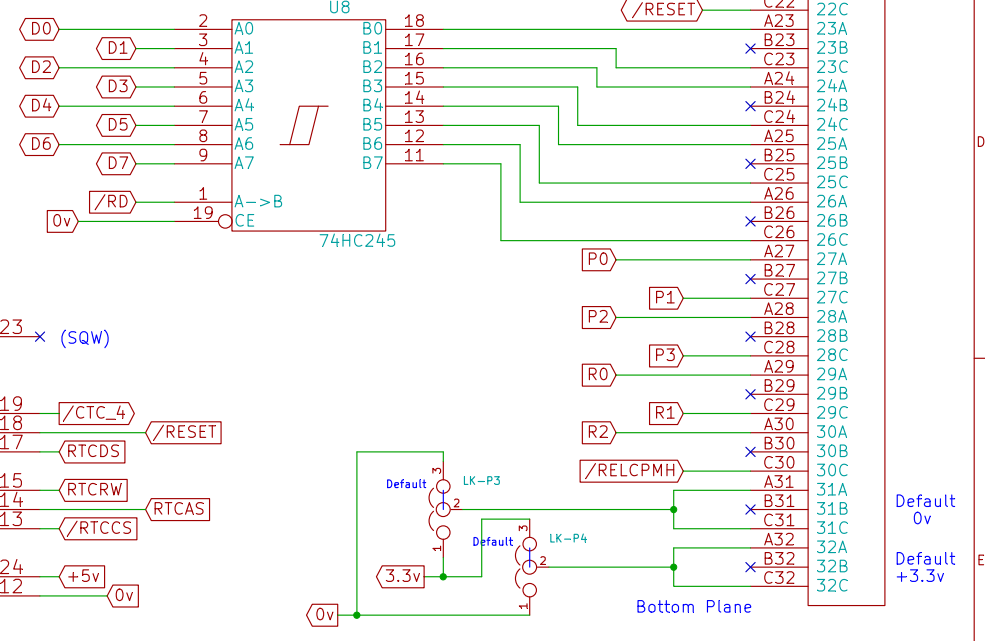 U8
D0 2 A0 B0 18
D1 3 A1 B1 17
D2 4 A2 B2 16
D3 5 A3 B3 15
D4 6 A4 B4 14
D5 7 A5 B5 13
D6 8 A6 B6 12
D7 9 A7 B7 11
/RD 1 A->B
0v 19 CE
74HC245
/RESET C22 22C
A23 23A
B23 23B
C23 23C
A24 24A
B24 24B
C24 24C
A25 25A
B25 25B
C25 25C
A26 26A
B26 26B
C26 26C
P0 A27 27A
B27 27B
P1 C27 27C
P2 A28 28A
B28 28B
P3 C28 28C
R0 A29 29A
B29 29B
R1 C29 29C
R2 A30 30A
B30 30B
/RELCPMH C30 30C
A31 31A
B31 31B
C31 31C
A32 32A
B32 32B
C32 32C
Default
0v
Default
+3.3v
D
E
23 (SQW)
19 /CTC_4
18 /RESET
17 RTCDS
15 RTCRW
14 RTCAS
13 /RTCCS
24 +5v
12 0v
Default 3 LK-P3
2
1
Default 3 LK-P4
2
1
3.3v
0v
Bottom Plane